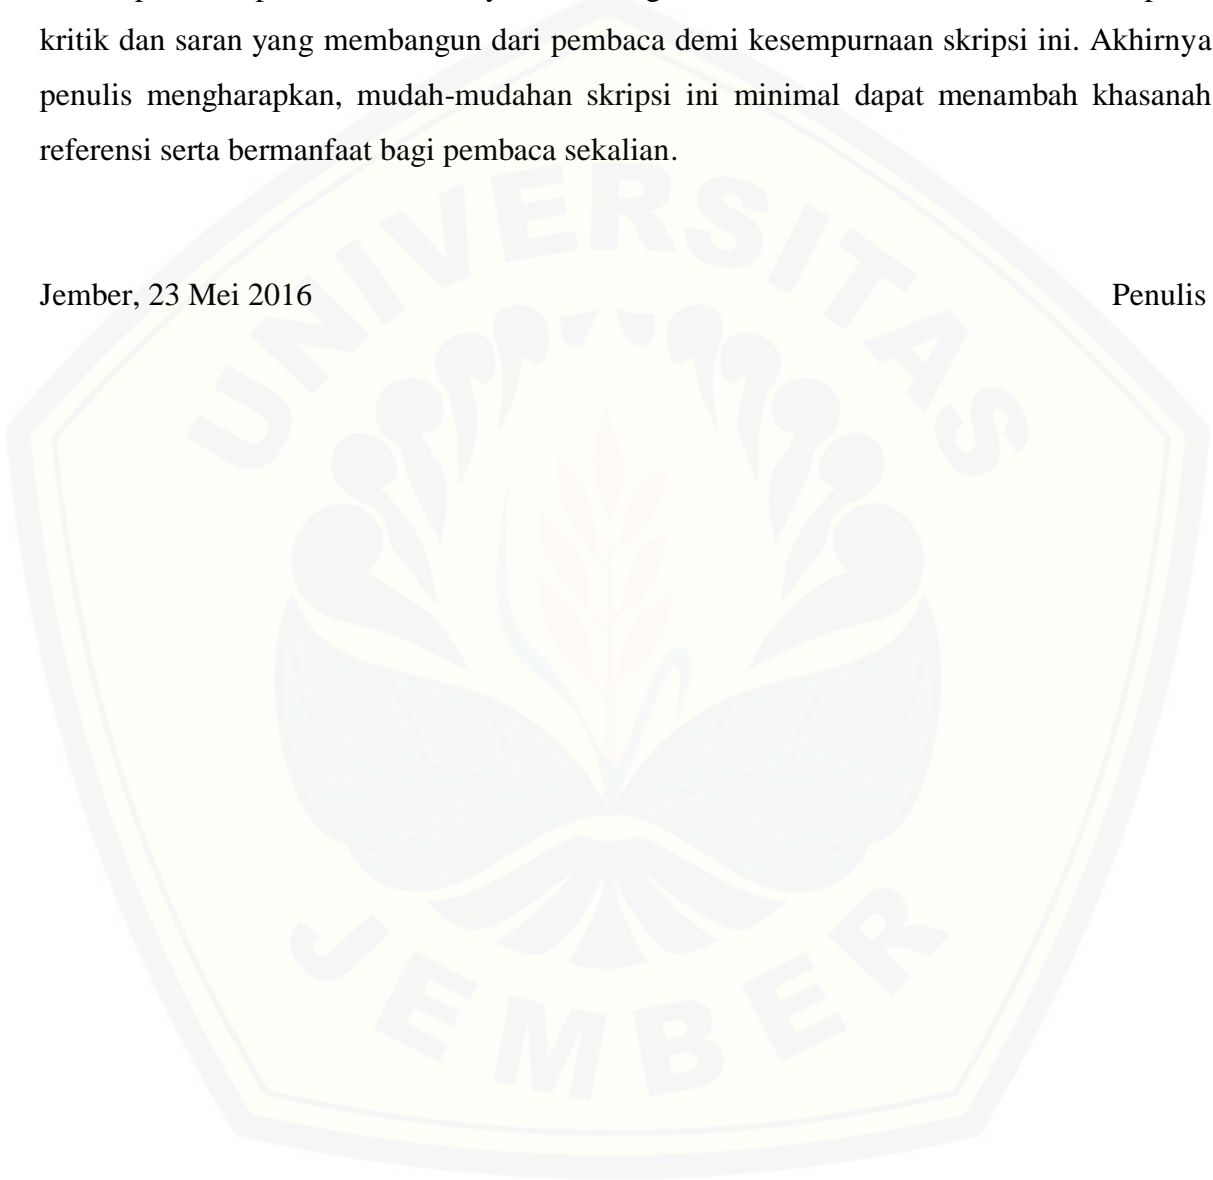 kritik dan saran yang membangun dari pembaca demi kesempurnaan skripsi ini. Akhirnya
penulis mengharapkan, mudah-mudahan skripsi ini minimal dapat menambah khasanah
referensi serta bermanfaat bagi pembaca sekalian.
Jember, 23 Mei 2016 Penulis
UNIVERSITAS
JEMBER